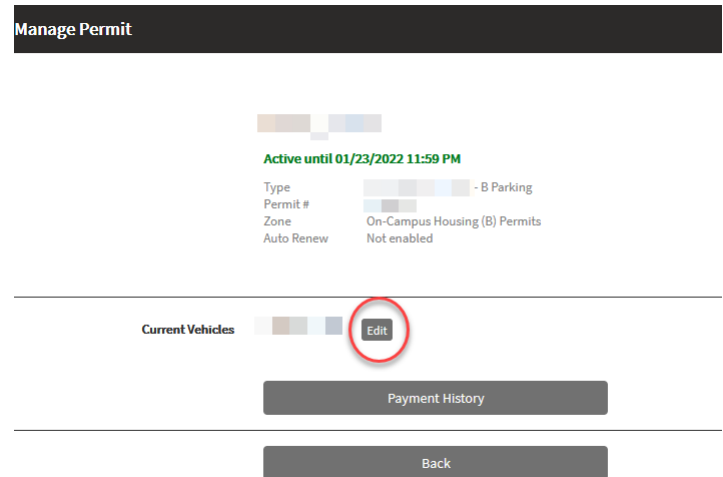 Manage Permit
Active until 01/23/2022 11:59 PM
Type - B Parking
Permit #
Zone On-Campus Housing (B) Permits
Auto Renew Not enabled
Current Vehicles Edit
Payment History
Back